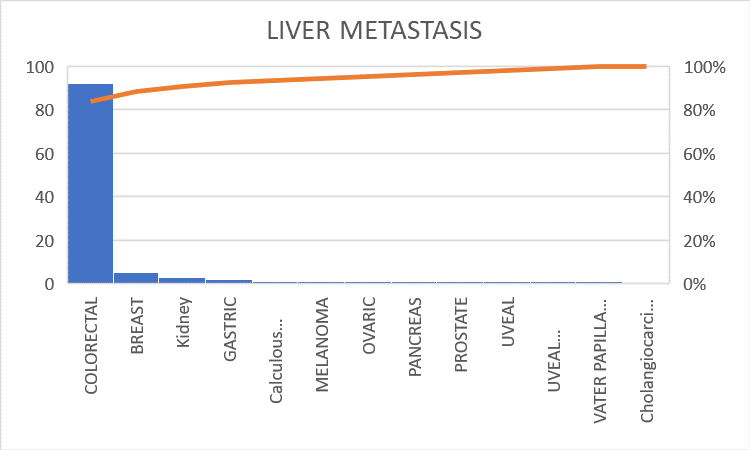 LIVER METASTASIS
100
80
60
40
20
0
100%
80%
60%
40%
20%
0%
COLORECTAL
BREAST
Kidney
GASTRIC
Calculous...
MELANOMA
OVARIC
PANCREAS
PROSTATE
UVEAL
UVEAL...
VATER PAPILLA...
Cholangiocarci...